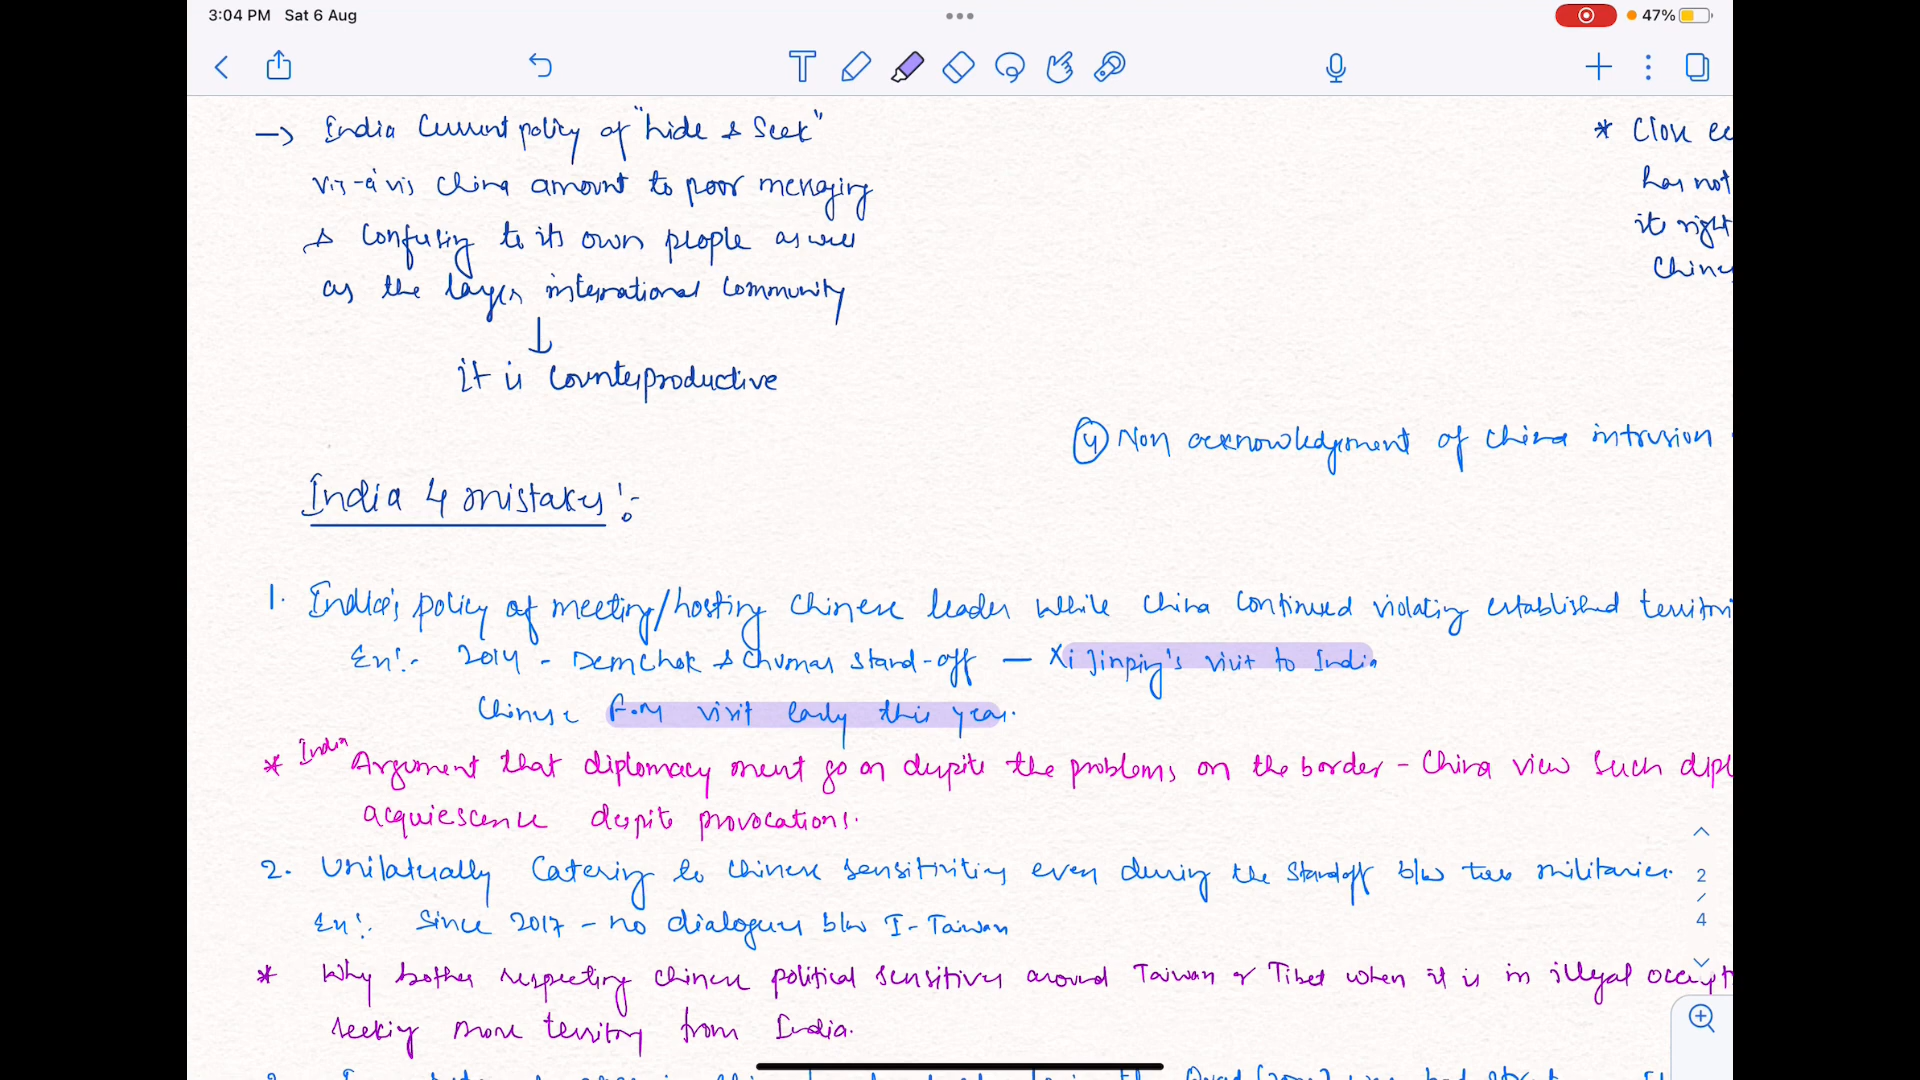 3:04 PM Sat 6 Aug
47%
→ India Current policy of "hide & Seek"
vis-à vis China amount to poor messaging
& confusing to its own people as well
as the larger international Community
↓
it is Counterproductive
* Close
has not
it right
④ Non acknowledgement of China intrusion
India 4 mistakes:-
1. India's policy of meeting/hosting Chinese leader while China Continued violating established
Ex:- 2014 - Demchok & Chumar Stand-off — Xi Jinping's visit to India
Chinese F.M visit early this year.
* India Argument that diplomacy must go on despite the problems on the border - China view such
acquiescence despite provocations.
2. Unilaterally Catering to Chinese sensitivities even during the Standoff b/w two militaries.
Ex:- Since 2017 - no dialogues b/w I-Taiwan
* Why bother respecting Chinese political sensitives around Taiwan & Tibet when it is in illegal
seeking more territory from India.
2
/
4